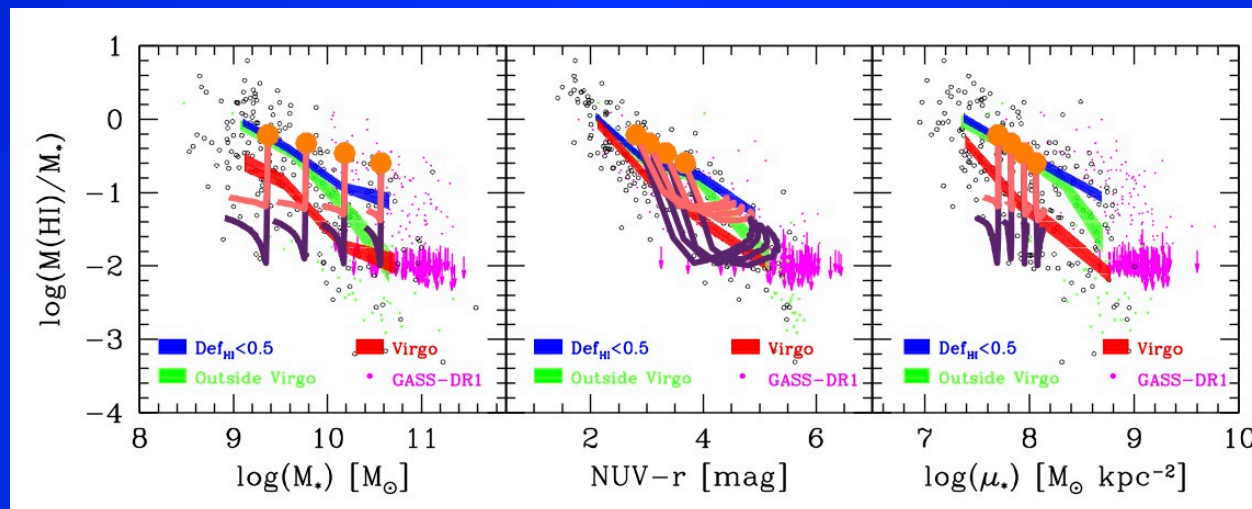 log(M(HI)/M*)
1
0
−1
−2
−3
−4
Def_HI<0.5 Virgo
Outside Virgo GASS-DR1
Def_HI<0.5 Virgo
Outside Virgo GASS-DR1
Def_HI<0.5 Virgo
Outside Virgo GASS-DR1
8 9 10 11 2 4 6 7 8 9 10
log(M*) [M⊙] NUV−r [mag] log(μ*) [M⊙ kpc⁻²]